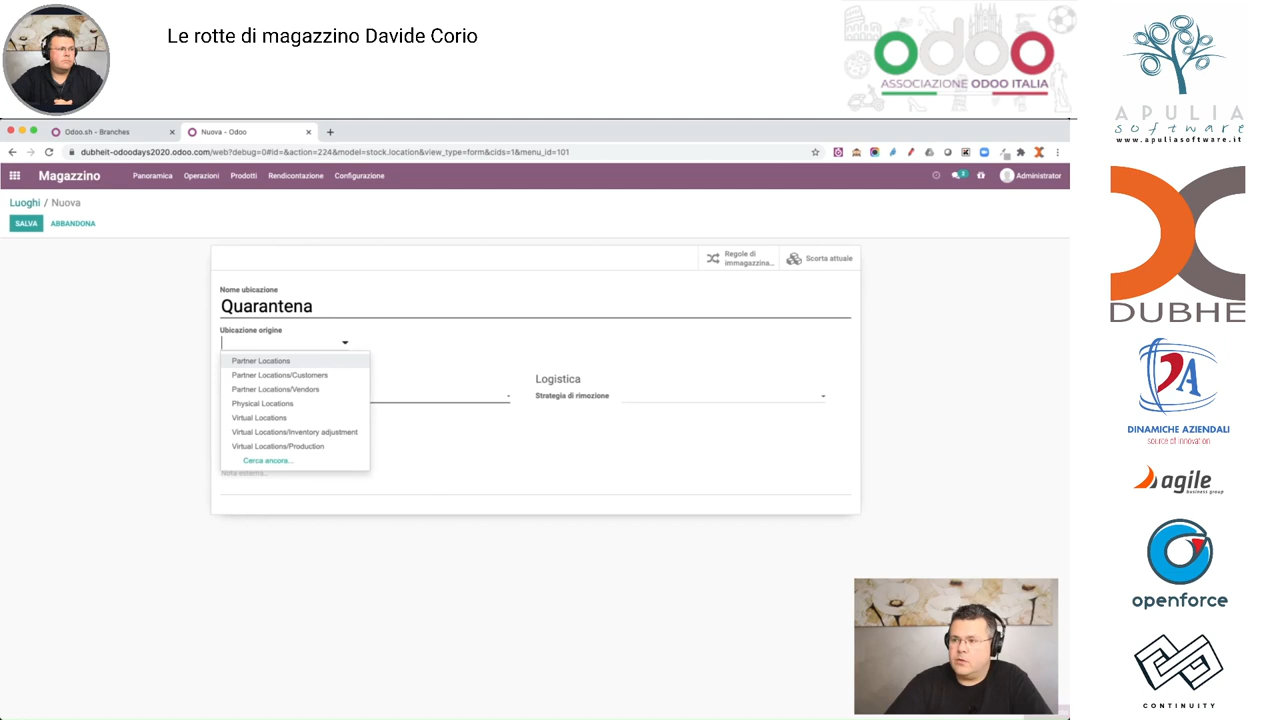 Le rotte di magazzino Davide Corio
odoo
ASSOCIAZIONE ODOO ITALIA
APULIA
software
www.apuliasoftware.it
DUBHE
DINAMICHE AZIENDALI
source of innovation
agile
business group
openforce
CONTINUITY
Odoo.sh - Branches
Nuova - Odoo
dubheit-odoodays2020.odoo.com/web?debug=0#id=&action=224&model=stock.location&view_type=form&cids=1&menu_id=101
Magazzino Panoramica Operazioni Prodotti Rendicontazione Configurazione Administrator
Luoghi / Nuova
SALVA ABBANDONA
Regole di
immagazzina...
Scorta attuale
Nome ubicazione
Quarantena
Ubicazione origine
Partner Locations
Partner Locations/Customers
Partner Locations/Vendors
Physical Locations
Virtual Locations
Virtual Locations/Inventory adjustment
Virtual Locations/Production
Cerca ancora...
Nota esterna...
Logistica
Strategia di rimozione